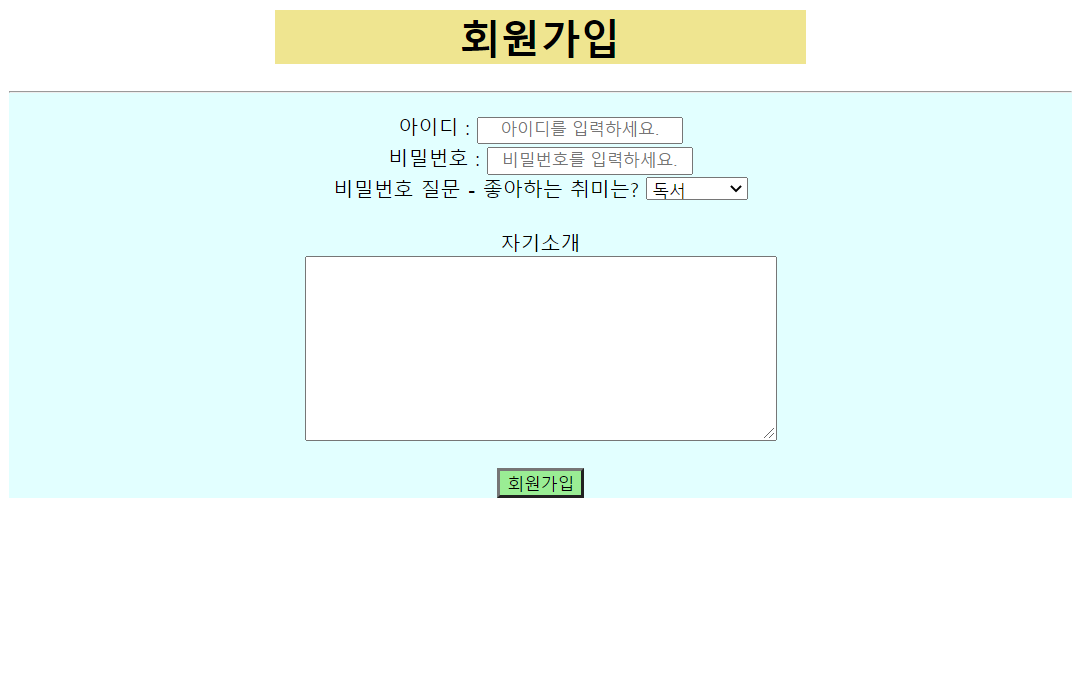 회원가입
아이디 : 아이디를 입력하세요.
비밀번호 : 비밀번호를 입력하세요.
비밀번호 질문 - 좋아하는 취미는? 독서
자기소개
회원가입